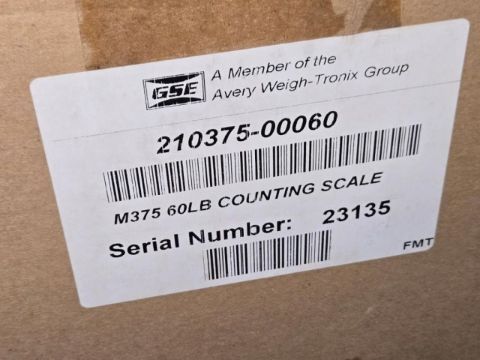 GSE
A Member of the
Avery Weigh-Tronix Group
210375-00060
M375 60LB COUNTING SCALE
Serial Number: 23135
FMT